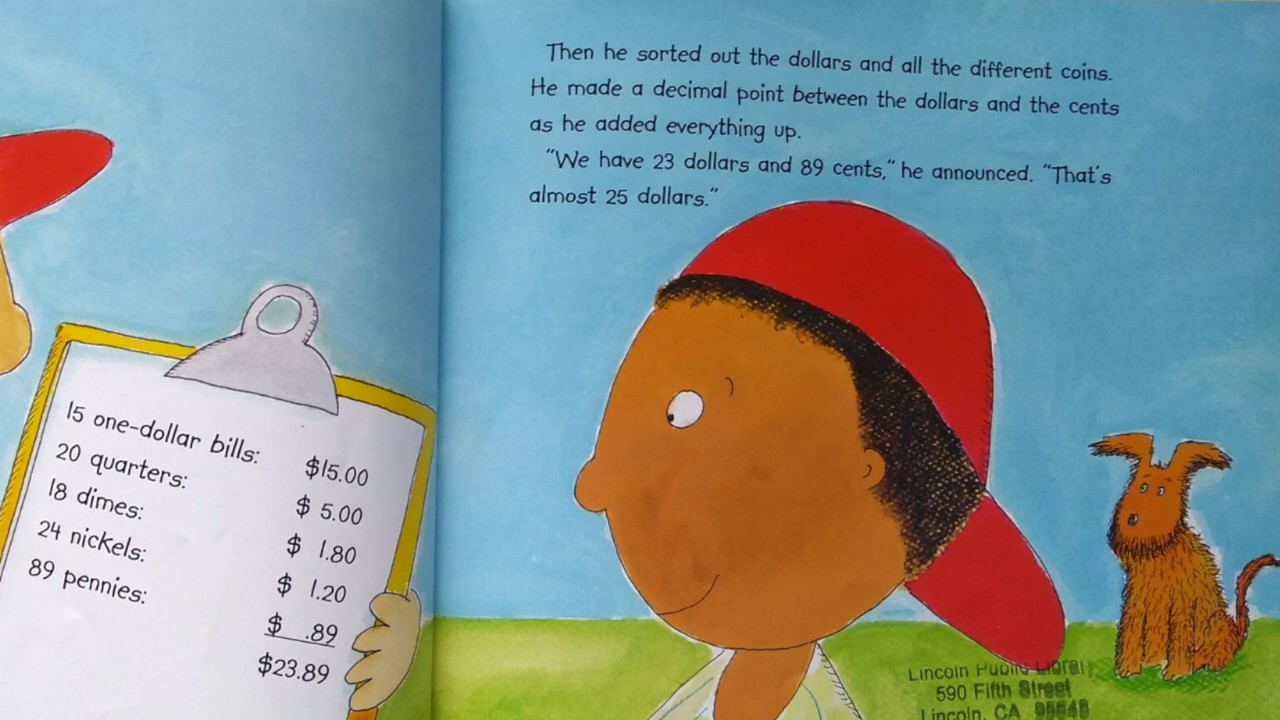 15 one-dollar bills: $15.00
20 quarters: $ 5.00
18 dimes: $ 1.80
24 nickels: $ 1.20
89 pennies: $ .89
$23.89
Then he sorted out the dollars and all the different coins.
He made a decimal point between the dollars and the cents
as he added everything up.
"We have 23 dollars and 89 cents," he announced. "That's
almost 25 dollars."
Lincoln Public Library
590 Fifth Street
Lincoln, CA